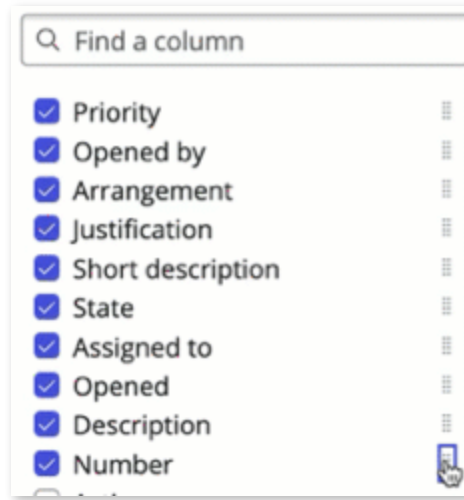 Find a column
Priority
Opened by
Arrangement
Justification
Short description
State
Assigned to
Opened
Description
Number